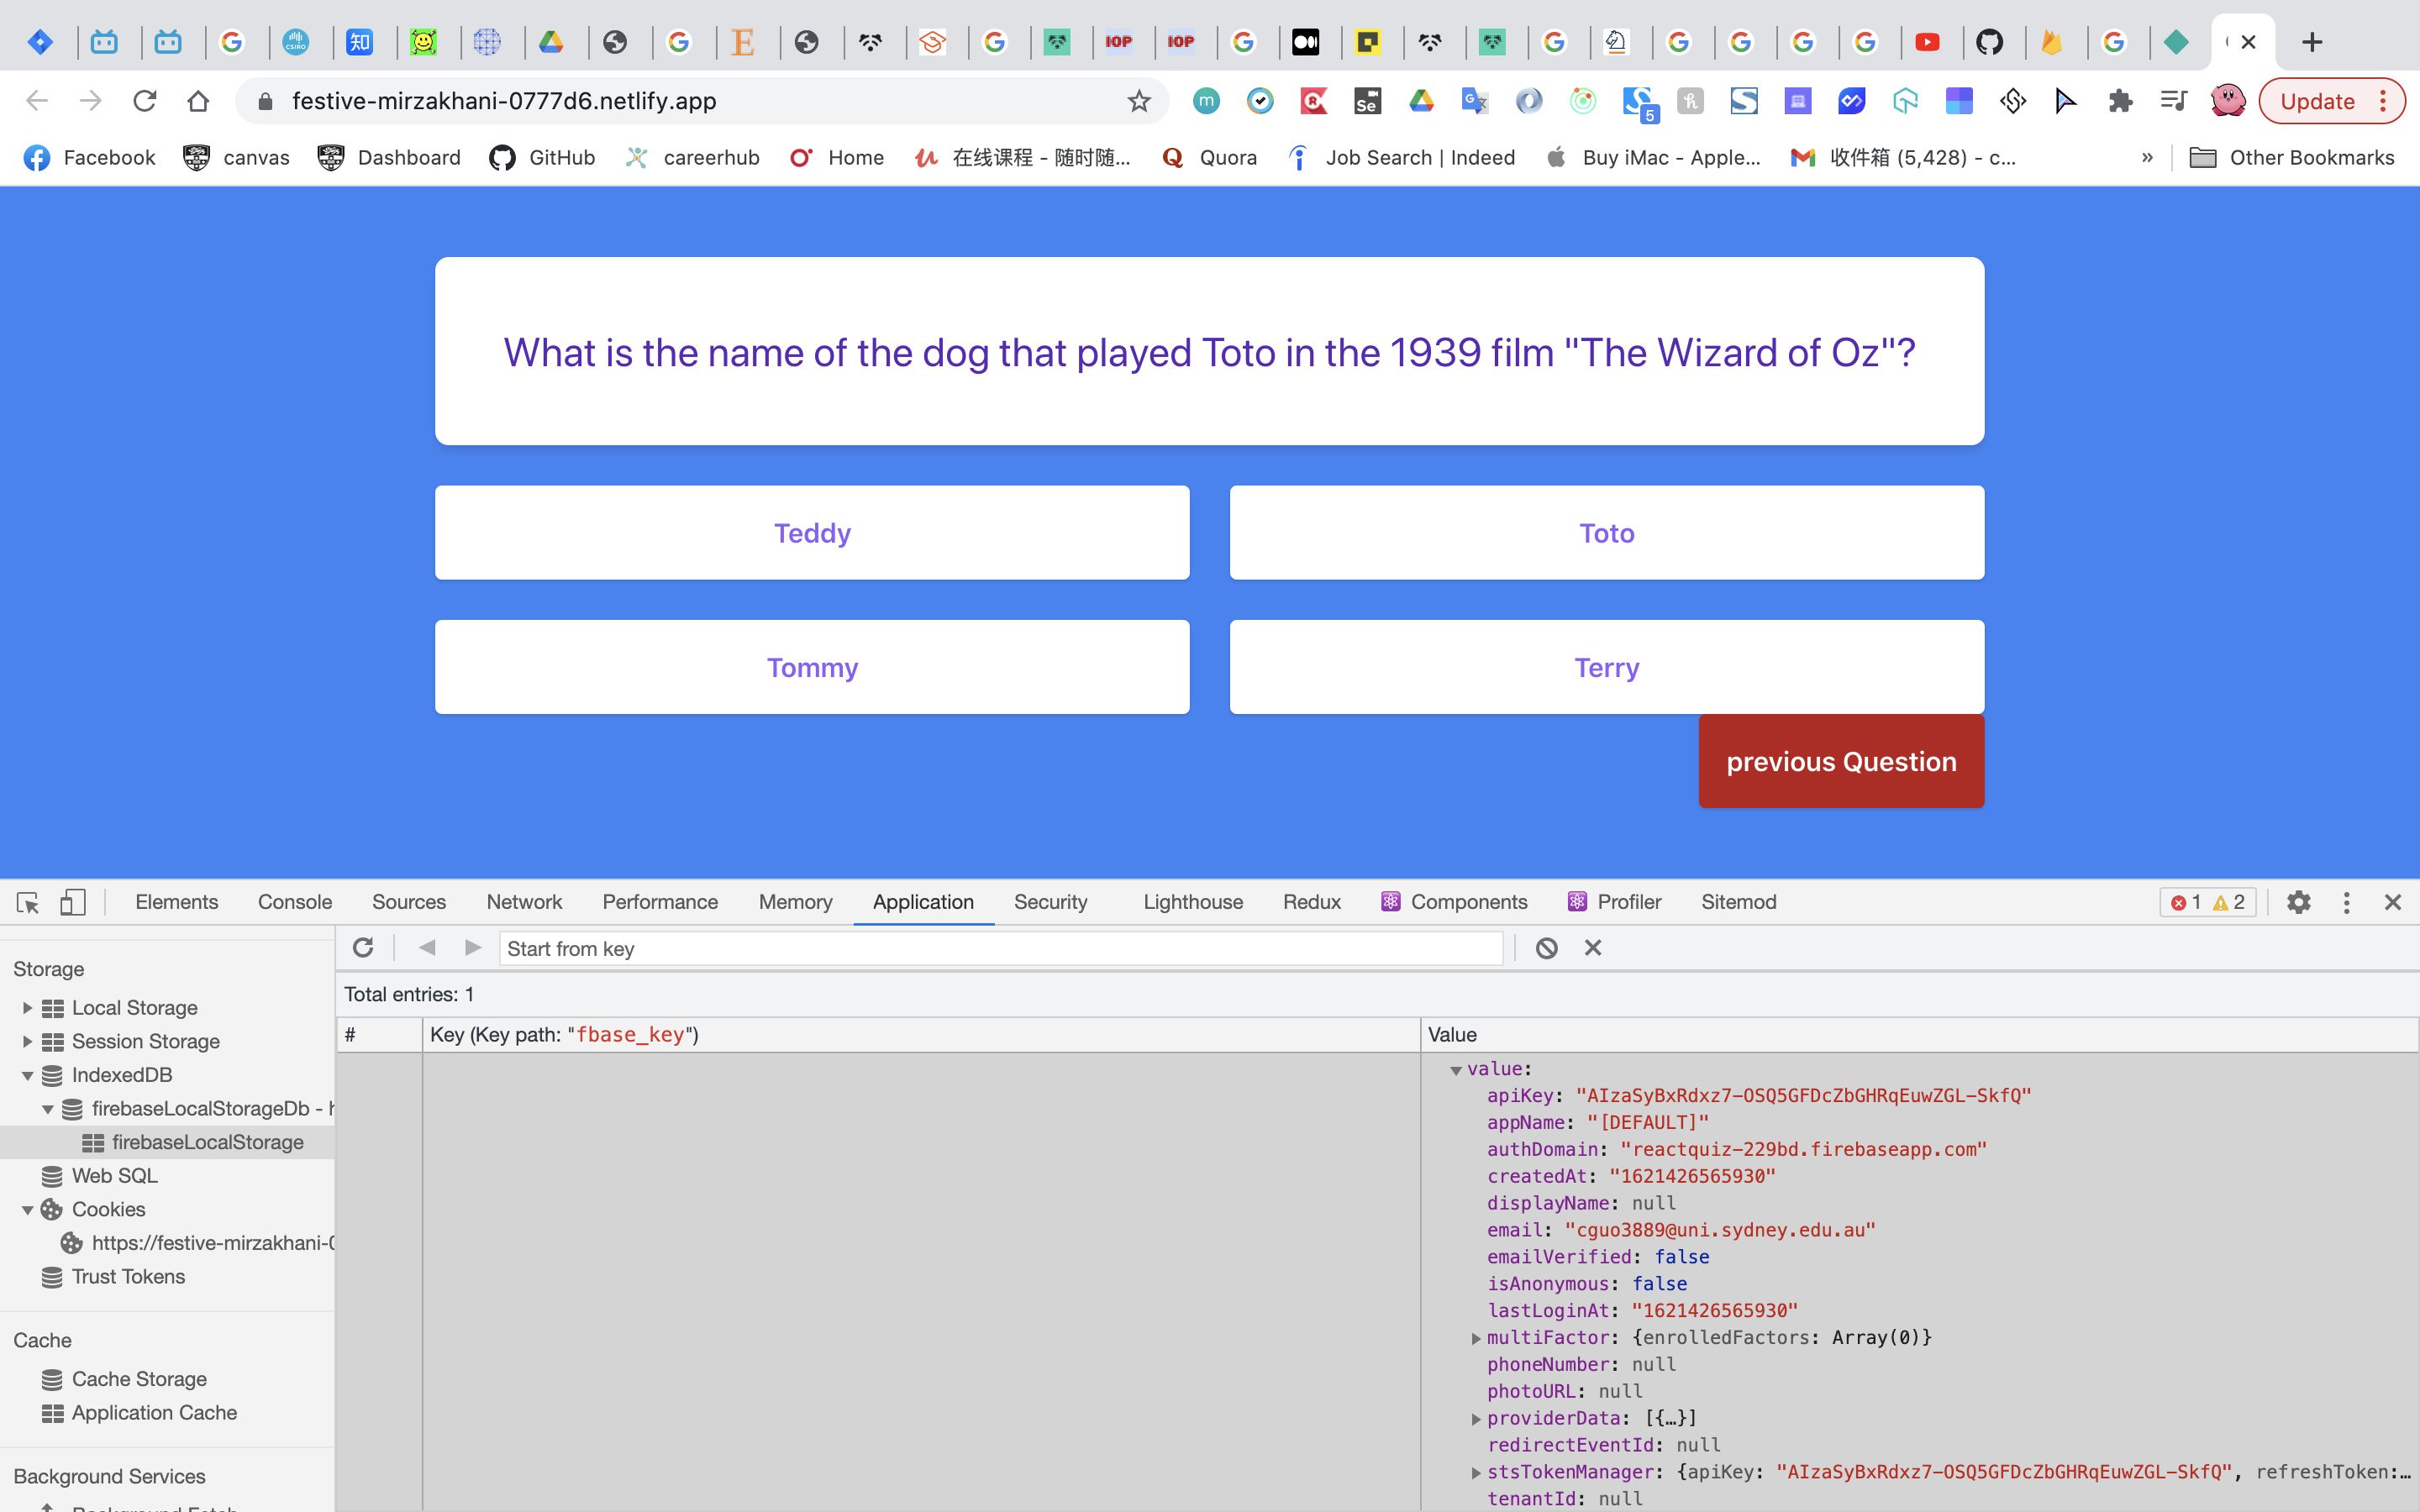 知
E
IOP
IOP
festive-mirzakhani-0777d6.netlify.app
m
Se
5
Update
Facebook
canvas
Dashboard
GitHub
careerhub
Home
在线课程 - 随时随...
Quora
Job Search | Indeed
Buy iMac - Apple...
收件箱 (5,428) - c...
»
Other Bookmarks
What is the name of the dog that played Toto in the 1939 film "The Wizard of Oz"?
Teddy
Toto
Tommy
Terry
previous Question
Elements
Console
Sources
Network
Performance
Memory
Application
Security
Lighthouse
Redux
Components
Profiler
Sitemod
1
2
Start from key
Total entries: 1
Storage
Local Storage
Session Storage
IndexedDB
firebaseLocalStorageDb - h
firebaseLocalStorage
Web SQL
Cookies
https://festive-mirzakhani-0
Trust Tokens
Cache
Cache Storage
Application Cache
Background Services
Background Fetch
#
Key (Key path: "fbase_key")
Value
value:
apiKey: "AIzaSyBxRdxz7-OSQ5GFDcZbGHRqEuwZGL-SkfQ"
appName: "[DEFAULT]"
authDomain: "reactquiz-229bd.firebaseapp.com"
createdAt: "1621426565930"
displayName: null
email: "cguo3889@uni.sydney.edu.au"
emailVerified: false
isAnonymous: false
lastLoginAt: "1621426565930"
multiFactor: {enrolledFactors: Array(0)}
phoneNumber: null
photoURL: null
providerData: [{…}]
redirectEventId: null
stsTokenManager: {apiKey: "AIzaSyBxRdxz7-OSQ5GFDcZbGHRqEuwZGL-SkfQ", refreshToken:…
tenantId: null